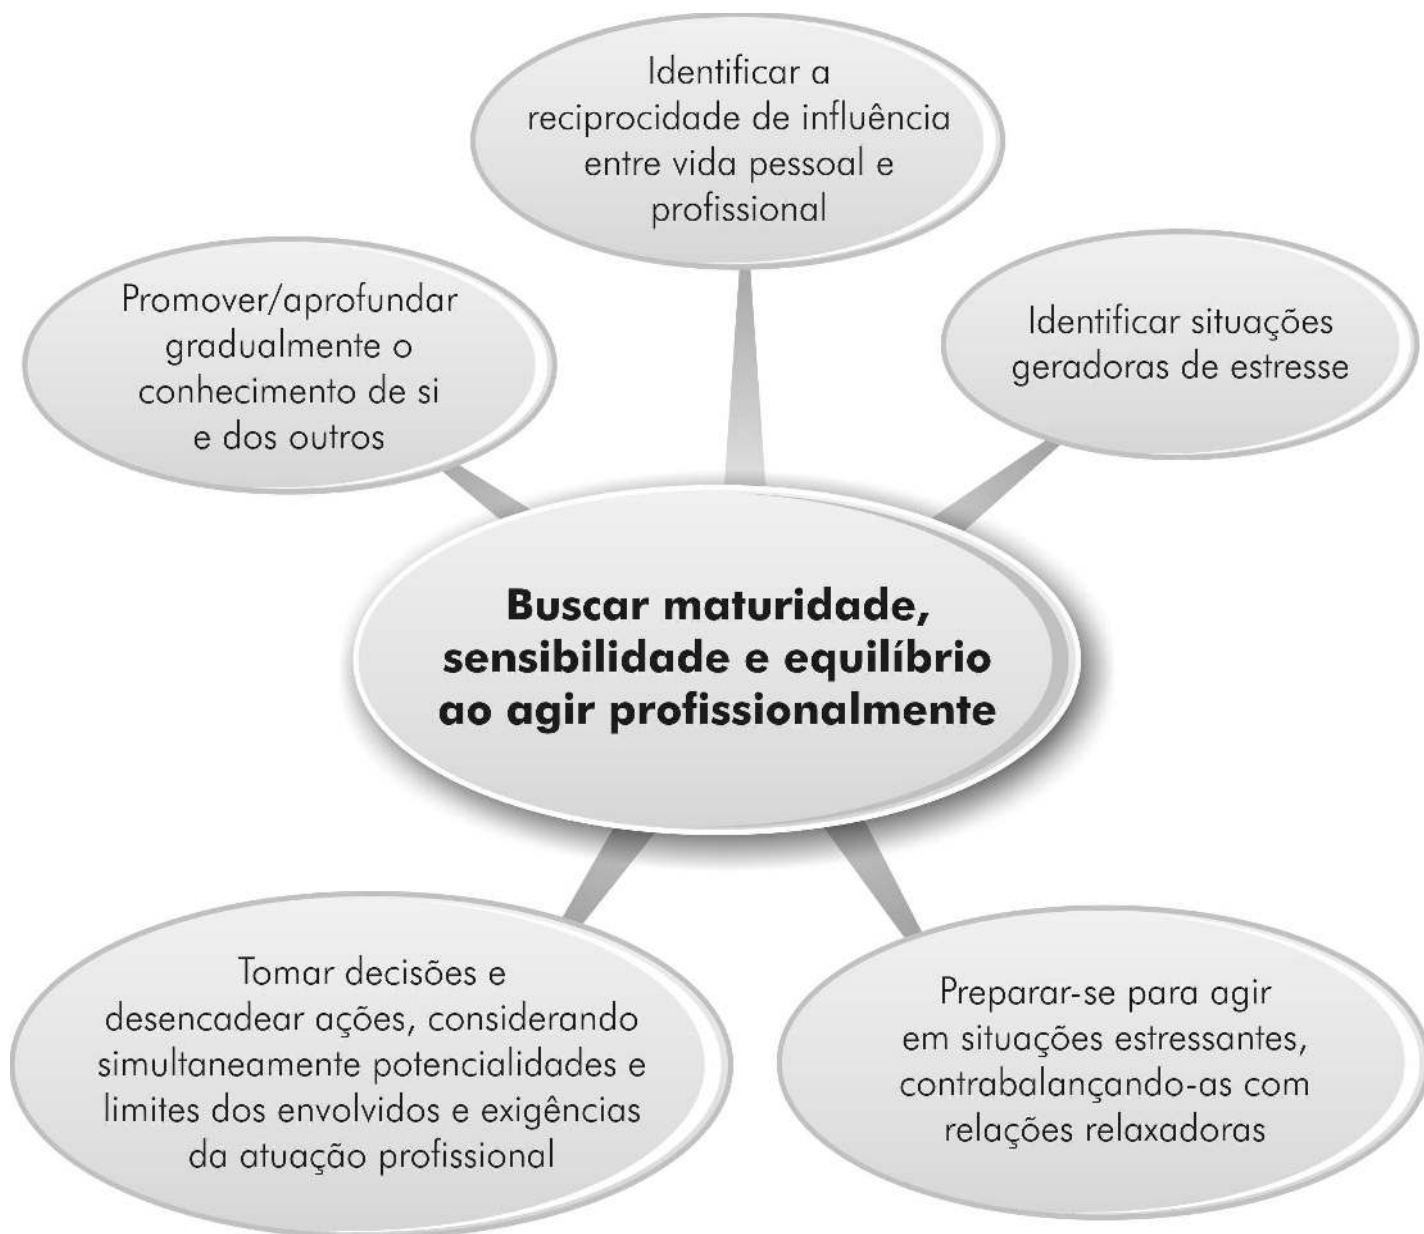 Identificar a
reciprocidade de influência
entre vida pessoal e
profissional
Promover/aprofundar
gradualmente o
conhecimento de si
e dos outros
Identificar situações
geradoras de estresse
Buscar maturidade,
sensibilidade e equilíbrio
ao agir profissionalmente
Tomar decisões e
desencadear ações, considerando
simultaneamente potencialidades e
limites dos envolvidos e exigências
da atuação profissional
Preparar-se para agir
em situações estressantes,
contrabalançando-as com
relações relaxadoras